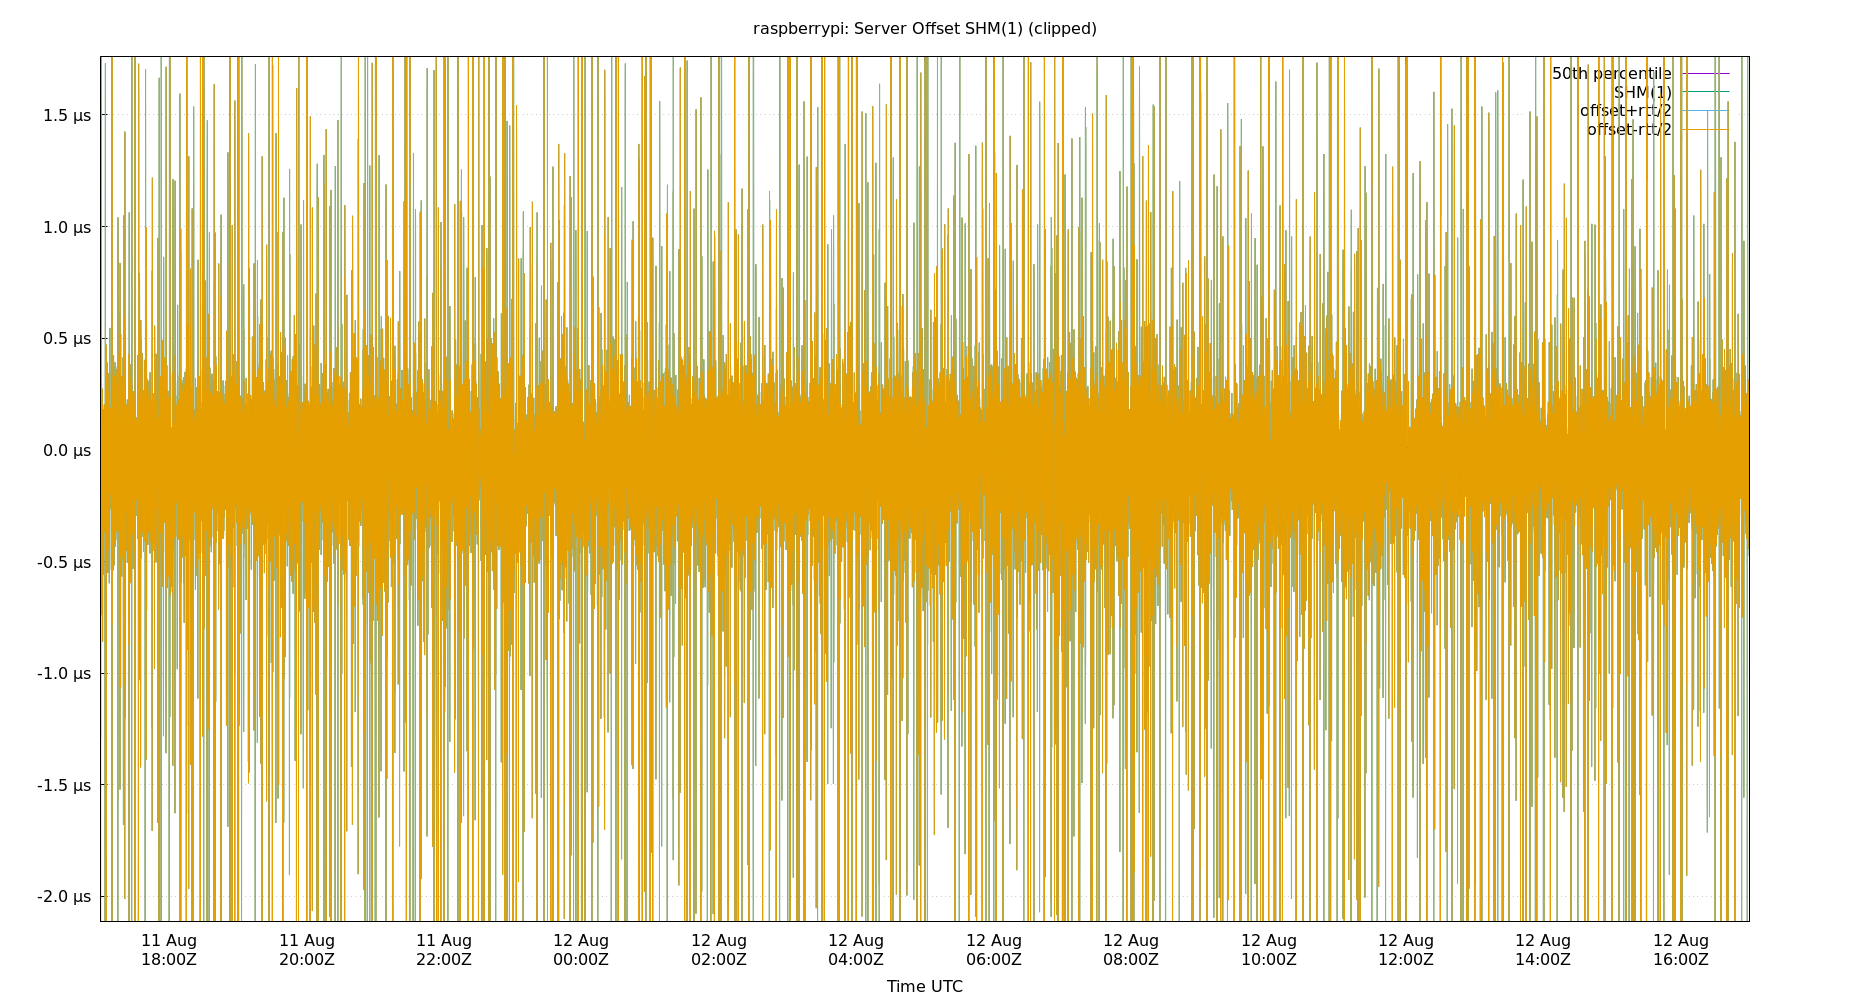 raspberrypi: Server Offset SHM(1) (clipped)
50th percentile
SHM(1)
offset+rtt/2
offset-rtt/2
1.5 µs
1.0 µs
0.5 µs
0.0 µs
-0.5 µs
-1.0 µs
-1.5 µs
-2.0 µs
11 Aug 11 Aug 11 Aug 12 Aug 12 Aug 12 Aug 12 Aug 12 Aug 12 Aug 12 Aug 12 Aug 12 Aug
18:00Z 20:00Z 22:00Z 00:00Z 02:00Z 04:00Z 06:00Z 08:00Z 10:00Z 12:00Z 14:00Z 16:00Z
Time UTC